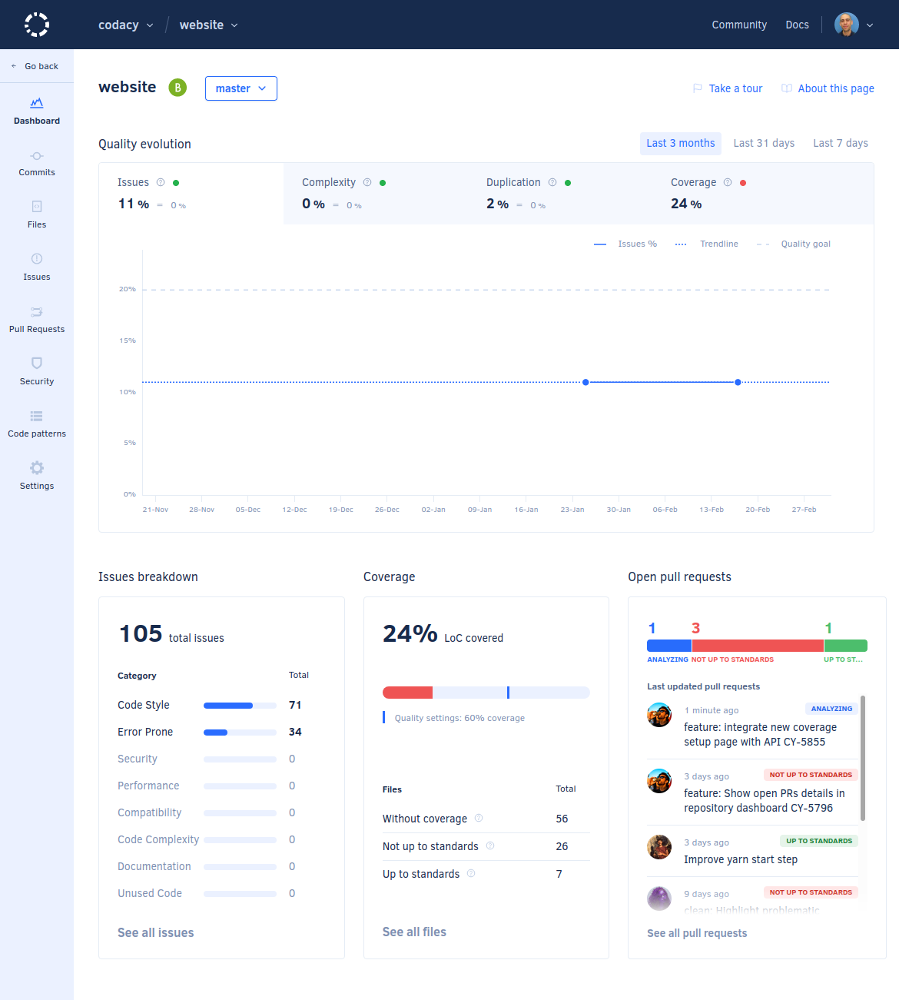 codacy
website
Community
Docs
Go back
Dashboard
Commits
Files
Issues
Pull Requests
Security
Code patterns
Settings
website B master
Take a tour
About this page
Quality evolution
Last 3 months
Last 31 days
Last 7 days
Issues
11 % = 0 %
Complexity
0 % = 0 %
Duplication
2 % = 0 %
Coverage
24 %
Issues %
Trendline
Quality goal
20%
15%
10%
5%
0%
21-Nov 28-Nov 05-Dec 12-Dec 19-Dec 26-Dec 02-Jan 09-Jan 16-Jan 23-Jan 30-Jan 06-Feb 13-Feb 20-Feb 27-Feb
Issues breakdown
105 total issues
Category Total
Code Style 71
Error Prone 34
Security 0
Performance 0
Compatibility 0
Code Complexity 0
Documentation 0
Unused Code 0
See all issues
Coverage
24% LoC covered
Quality settings: 60% coverage
Files Total
Without coverage 56
Not up to standards 26
Up to standards 7
See all files
Open pull requests
1 3 1
ANALYZING NOT UP TO STANDARDS UP TO ST...
Last updated pull requests
1 minute ago ANALYZING
feature: integrate new coverage
setup page with API CY-5855
3 days ago NOT UP TO STANDARDS
feature: Show open PRs details in
repository dashboard CY-5796
3 days ago UP TO STANDARDS
Improve yarn start step
9 days ago NOT UP TO STANDARDS
clean: Highlight problematic
See all pull requests